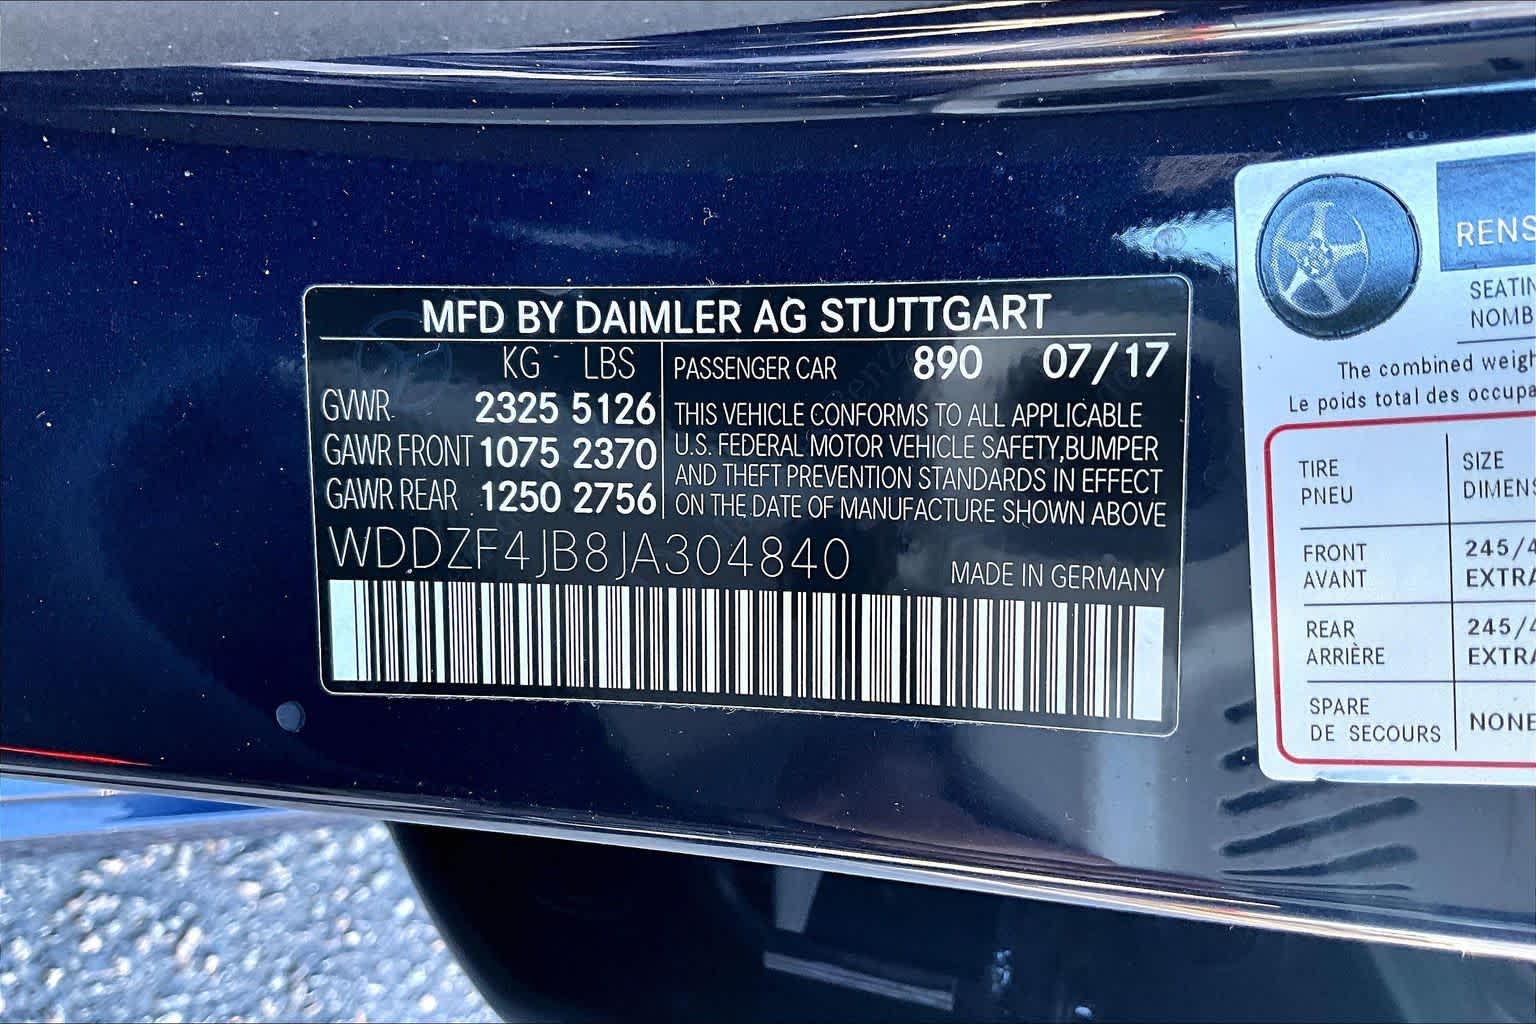 MFD BY DAIMLER AG STUTTGART
KG LBS
GVWR 2325 5126
GAWR FRONT 1075 2370
GAWR REAR 1250 2756
PASSENGER CAR 890 07/17
THIS VEHICLE CONFORMS TO ALL APPLICABLE
U.S. FEDERAL MOTOR VEHICLE SAFETY,BUMPER
AND THEFT PREVENTION STANDARDS IN EFFECT
ON THE DATE OF MANUFACTURE SHOWN ABOVE
WDDZF4JB8JA304840
MADE IN GERMANY
RENS
SEATIN
NOMB
The combined weigh
Le poids total des occupa
TIRE SIZE
PNEU DIMENS
FRONT 245/4
AVANT EXTRA
REAR 245/4
ARRIÈRE EXTRA
SPARE
DE SECOURS NONE